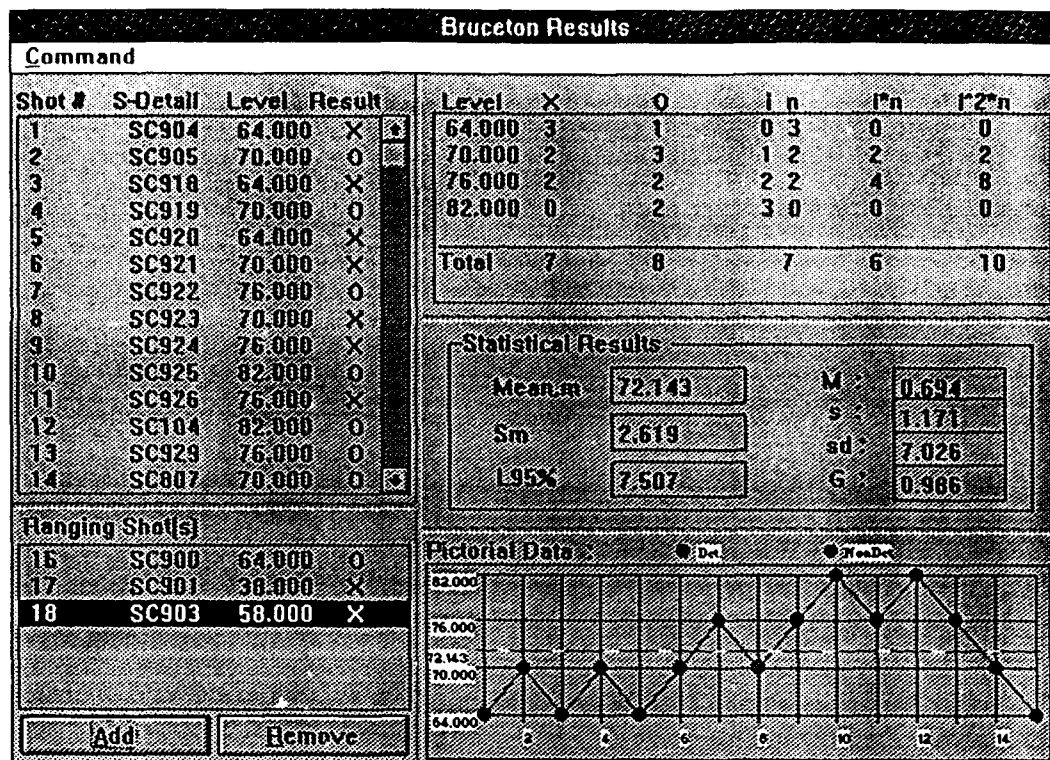 Bruceton Results
Command
Shot # S-Detail Level Result
1 SC904 64.000 X
2 SC905 70.000 O
3 SC918 64.000 X
4 SC919 70.000 O
5 SC920 64.000 X
6 SC921 70.000 X
7 SC922 76.000 O
8 SC923 70.000 X
9 SC924 76.000 X
10 SC925 82.000 O
11 SC926 76.000 X
12 SC104 82.000 O
13 SC929 76.000 O
14 SC807 70.000 O
Ranging Shot(s)
16 SC900 64.000 O
17 SC901 38.000 X
18 SC903 58.000 X
Add
Remove
Level X O i n i*n i^2*n
64.000 3 1 0 3 0 0
70.000 2 3 1 2 2 2
76.000 2 2 2 2 4 8
82.000 0 2 3 0 0 0
Total 7 8 7 6 10
Statistical Results
Mean,m 72.143
Sm 2.619
L95% 7.507
M : 0.694
s : 1.171
sd : 7.026
G : 0.986
Pictorial Data : Det. NonDet
82.000
76.000
72.143
70.000
64.000
2 4 6 8 10 12 14